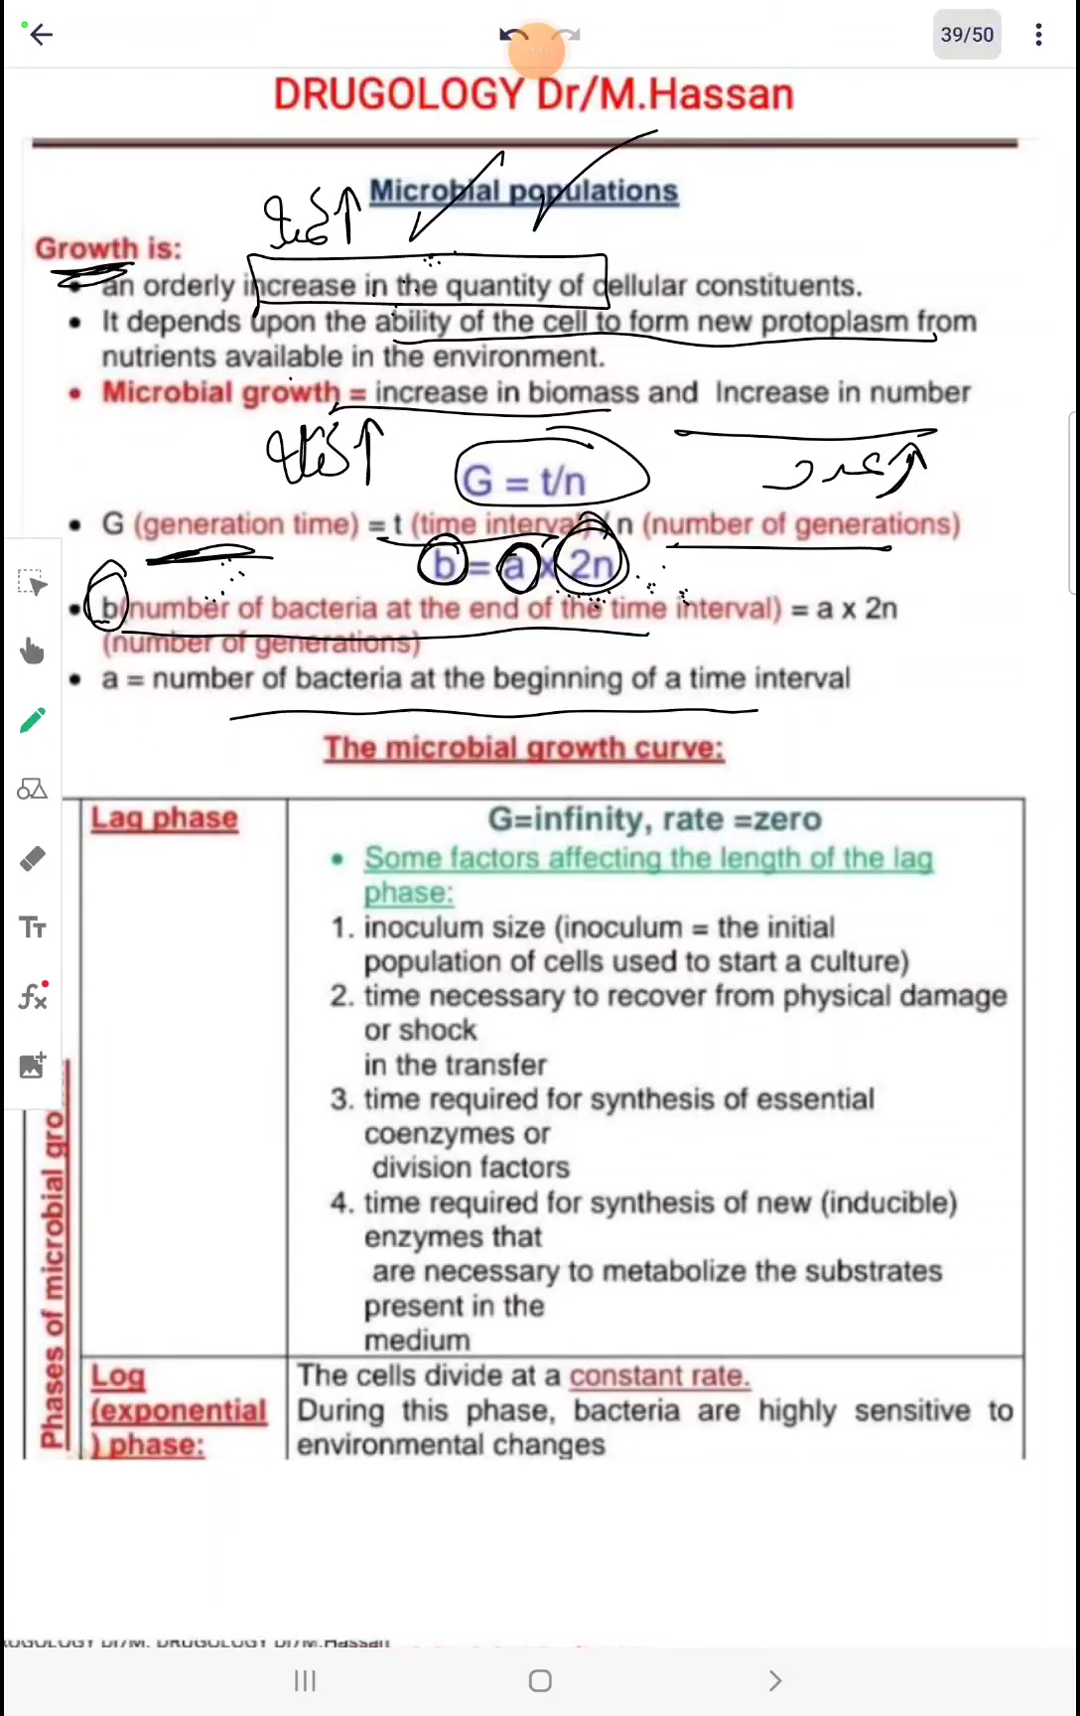 39/50
DRUGOLOGY Dr/M.Hassan
Microbial populations
Growth is:
• an orderly increase in the quantity of cellular constituents.
• It depends upon the ability of the cell to form new protoplasm from
nutrients available in the environment.
• Microbial growth = increase in biomass and Increase in number
G = t/n
عدد
• G (generation time) = t (time interval) / n (number of generations)
b = a x 2n
• b(number of bacteria at the end of the time interval) = a x 2n
(number of generations)
• a = number of bacteria at the beginning of a time interval
The microbial growth curve:
Phases of microbial gro
Lag phase
G=infinity, rate =zero
• Some factors affecting the length of the lag
phase:
1. inoculum size (inoculum = the initial
population of cells used to start a culture)
2. time necessary to recover from physical damage
or shock
in the transfer
3. time required for synthesis of essential
coenzymes or
division factors
4. time required for synthesis of new (inducible)
enzymes that
are necessary to metabolize the substrates
present in the
medium
Log
(exponential
) phase:
The cells divide at a constant rate.
During this phase, bacteria are highly sensitive to
environmental changes
Tт
fx